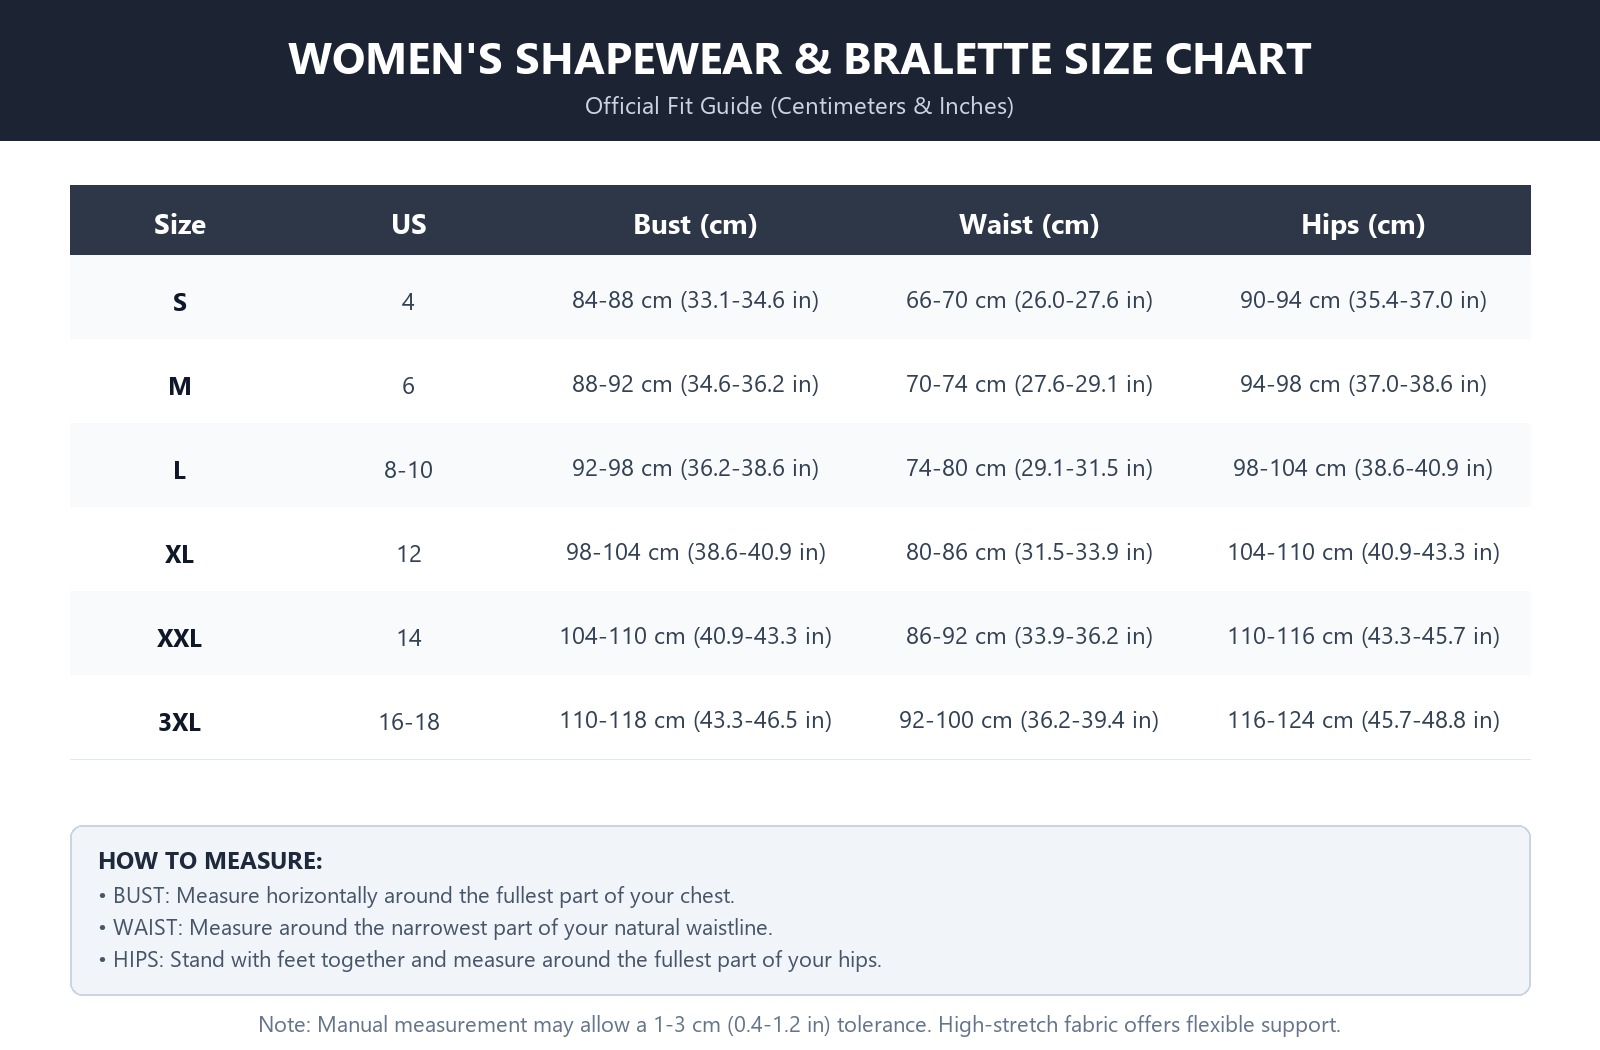 WOMEN'S SHAPEWEAR & BRALETTE SIZE CHART
Official Fit Guide (Centimeters & Inches)
Size US Bust (cm) Waist (cm) Hips (cm)
S 4 84-88 cm (33.1-34.6 in) 66-70 cm (26.0-27.6 in) 90-94 cm (35.4-37.0 in)
M 6 88-92 cm (34.6-36.2 in) 70-74 cm (27.6-29.1 in) 94-98 cm (37.0-38.6 in)
L 8-10 92-98 cm (36.2-38.6 in) 74-80 cm (29.1-31.5 in) 98-104 cm (38.6-40.9 in)
XL 12 98-104 cm (38.6-40.9 in) 80-86 cm (31.5-33.9 in) 104-110 cm (40.9-43.3 in)
XXL 14 104-110 cm (40.9-43.3 in) 86-92 cm (33.9-36.2 in) 110-116 cm (43.3-45.7 in)
3XL 16-18 110-118 cm (43.3-46.5 in) 92-100 cm (36.2-39.4 in) 116-124 cm (45.7-48.8 in)
HOW TO MEASURE:
• BUST: Measure horizontally around the fullest part of your chest.
• WAIST: Measure around the narrowest part of your natural waistline.
• HIPS: Stand with feet together and measure around the fullest part of your hips.
Note: Manual measurement may allow a 1-3 cm (0.4-1.2 in) tolerance. High-stretch fabric offers flexible support.